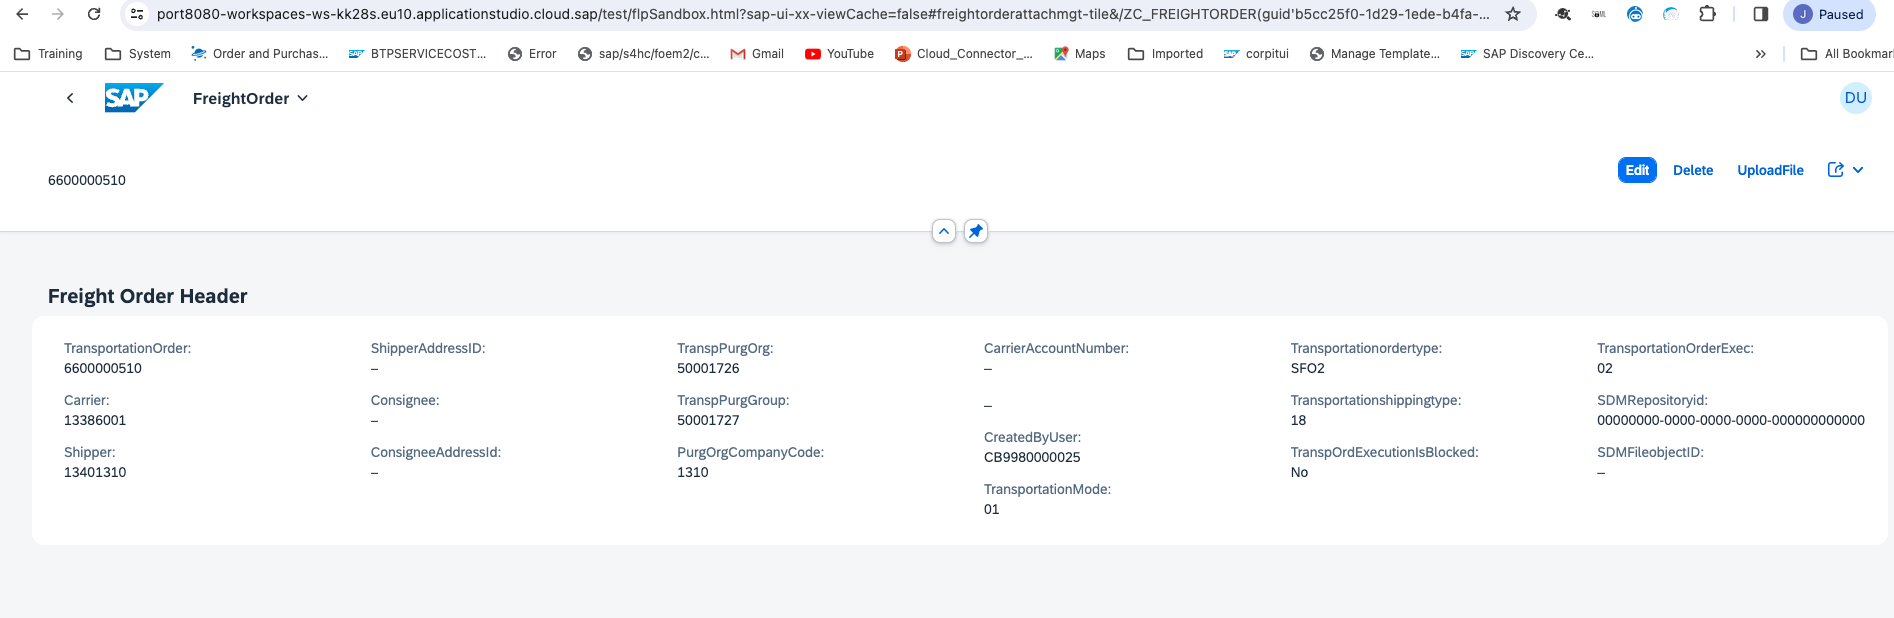 port8080-workspaces-ws-kk28s.eu10.applicationstudio.cloud.sap/test/flpSandbox.html?sap-ui-xx-viewCache=false#freightorderattachmgt-tile&/ZC_FREIGHTORDER(guid'b5cc25f0-1d29-1ede-b4fa-...
J Paused
Training System Order and Purchas... SAP BTPSERVICECOST... Error sap/s4hc/foem2/c... Gmail YouTube Cloud_Connector_... Maps Imported SAP corpitui Manage Template... SAP SAP Discovery Ce... » All Bookmar
SAP FreightOrder DU
6600000510 Edit Delete UploadFile
Freight Order Header
TransportationOrder:
6600000510
Carrier:
13386001
Shipper:
13401310
ShipperAddressID:
–
Consignee:
–
ConsigneeAddressId:
–
TranspPurgOrg:
50001726
TranspPurgGroup:
50001727
PurgOrgCompanyCode:
1310
CarrierAccountNumber:
–
–
CreatedByUser:
CB9980000025
TransportationMode:
01
Transportationordertype:
SFO2
Transportationshippingtype:
18
TranspOrdExecutionIsBlocked:
No
TransportationOrderExec:
02
SDMRepositoryid:
00000000-0000-0000-0000-000000000000
SDMFileobjectID:
–